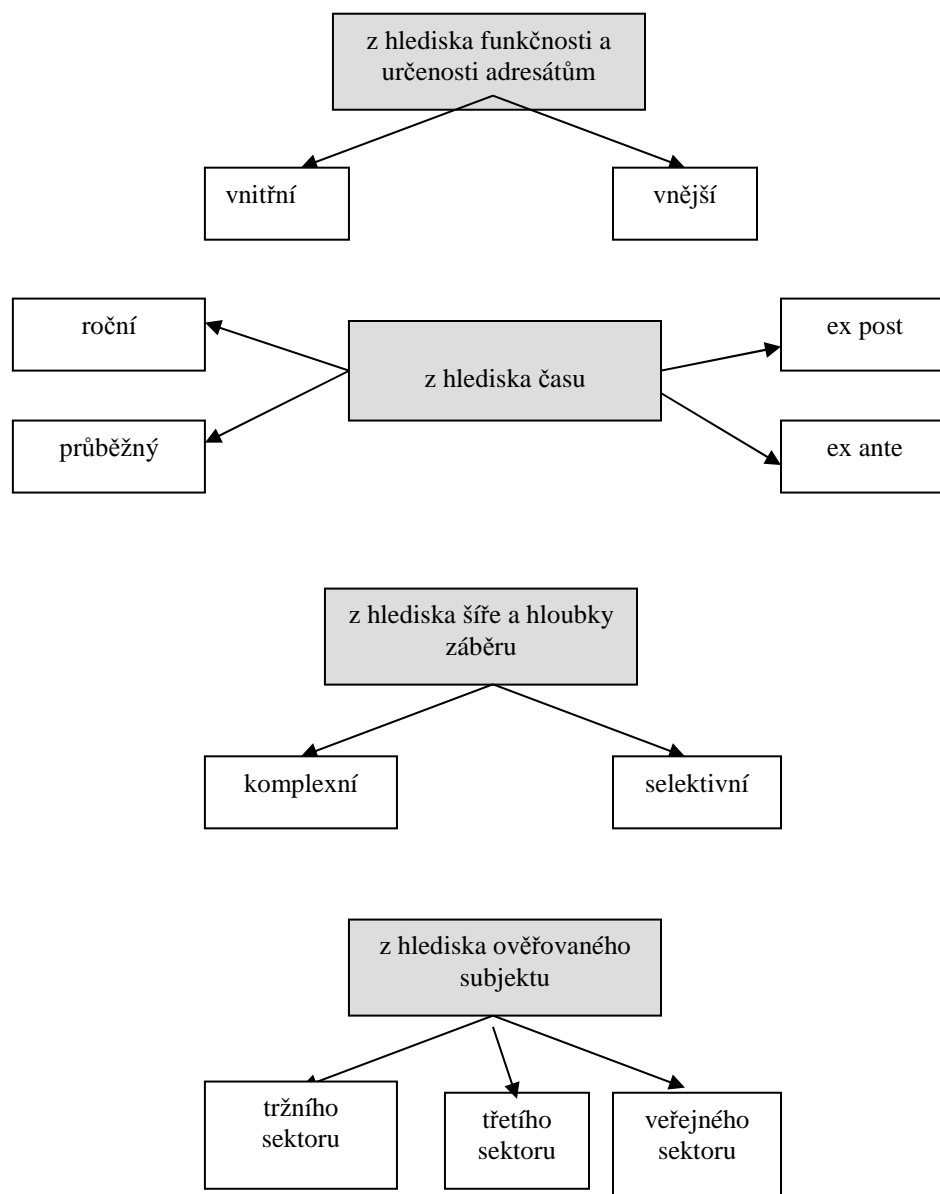 z hlediska funkčnosti a
určenosti adresátům
vnitřní
vnější
roční
ex post
z hlediska času
průběžný
ex ante
z hlediska šíře a hloubky
záběru
komplexní
selektivní
z hlediska ověřovaného
subjektu
tržního
sektoru
třetího
sektoru
veřejného
sektoru